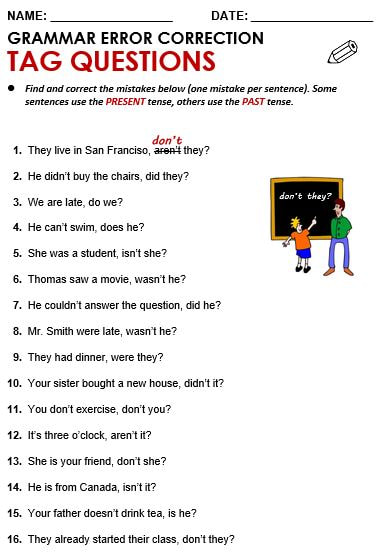 NAME: ____________________ DATE: ____________________
GRAMMAR ERROR CORRECTION
TAG QUESTIONS
● Find and correct the mistakes below (one mistake per sentence). Some
sentences use the PRESENT tense, others use the PAST tense.
don't
1. They live in San Franciso, aren't they?
2. He didn't buy the chairs, did they?
don't they?
3. We are late, do we?
4. He can't swim, does he?
5. She was a student, isn't she?
6. Thomas saw a movie, wasn't he?
7. He couldn't answer the question, did he?
8. Mr. Smith were late, wasn't he?
9. They had dinner, were they?
10. Your sister bought a new house, didn't it?
11. You don't exercise, don't you?
12. It's three o'clock, aren't it?
13. She is your friend, don't she?
14. He is from Canada, isn't it?
15. Your father doesn't drink tea, is he?
16. They already started their class, don't they?